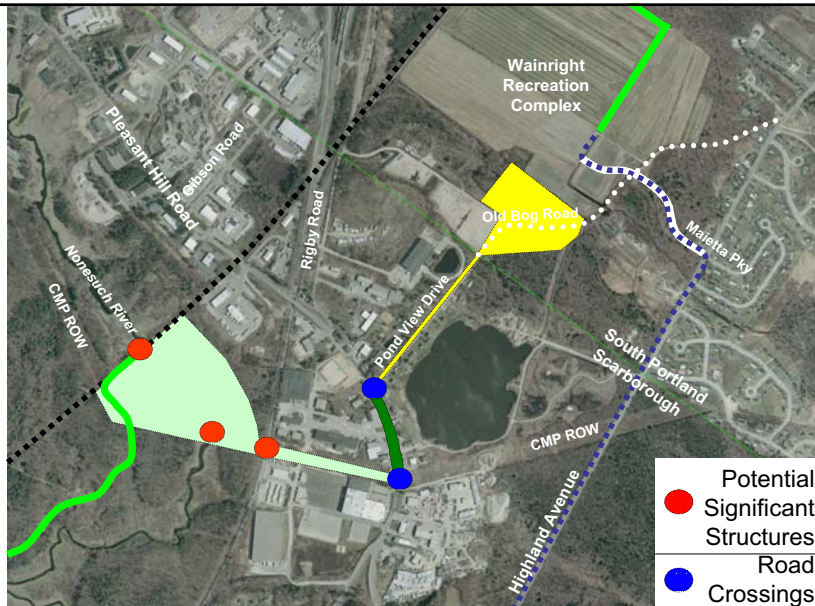 Wainright
Recreation
Complex
Pleasant Hill Road
Gibson Road
Rigby Road
Old Bog Road
Maietta Pky
Nonesuch River
CMP ROW
Pond View Drive
South Portland
Scarborough
CMP ROW
Highland Avenue
Potential
Significant
Structures
Road
Crossings